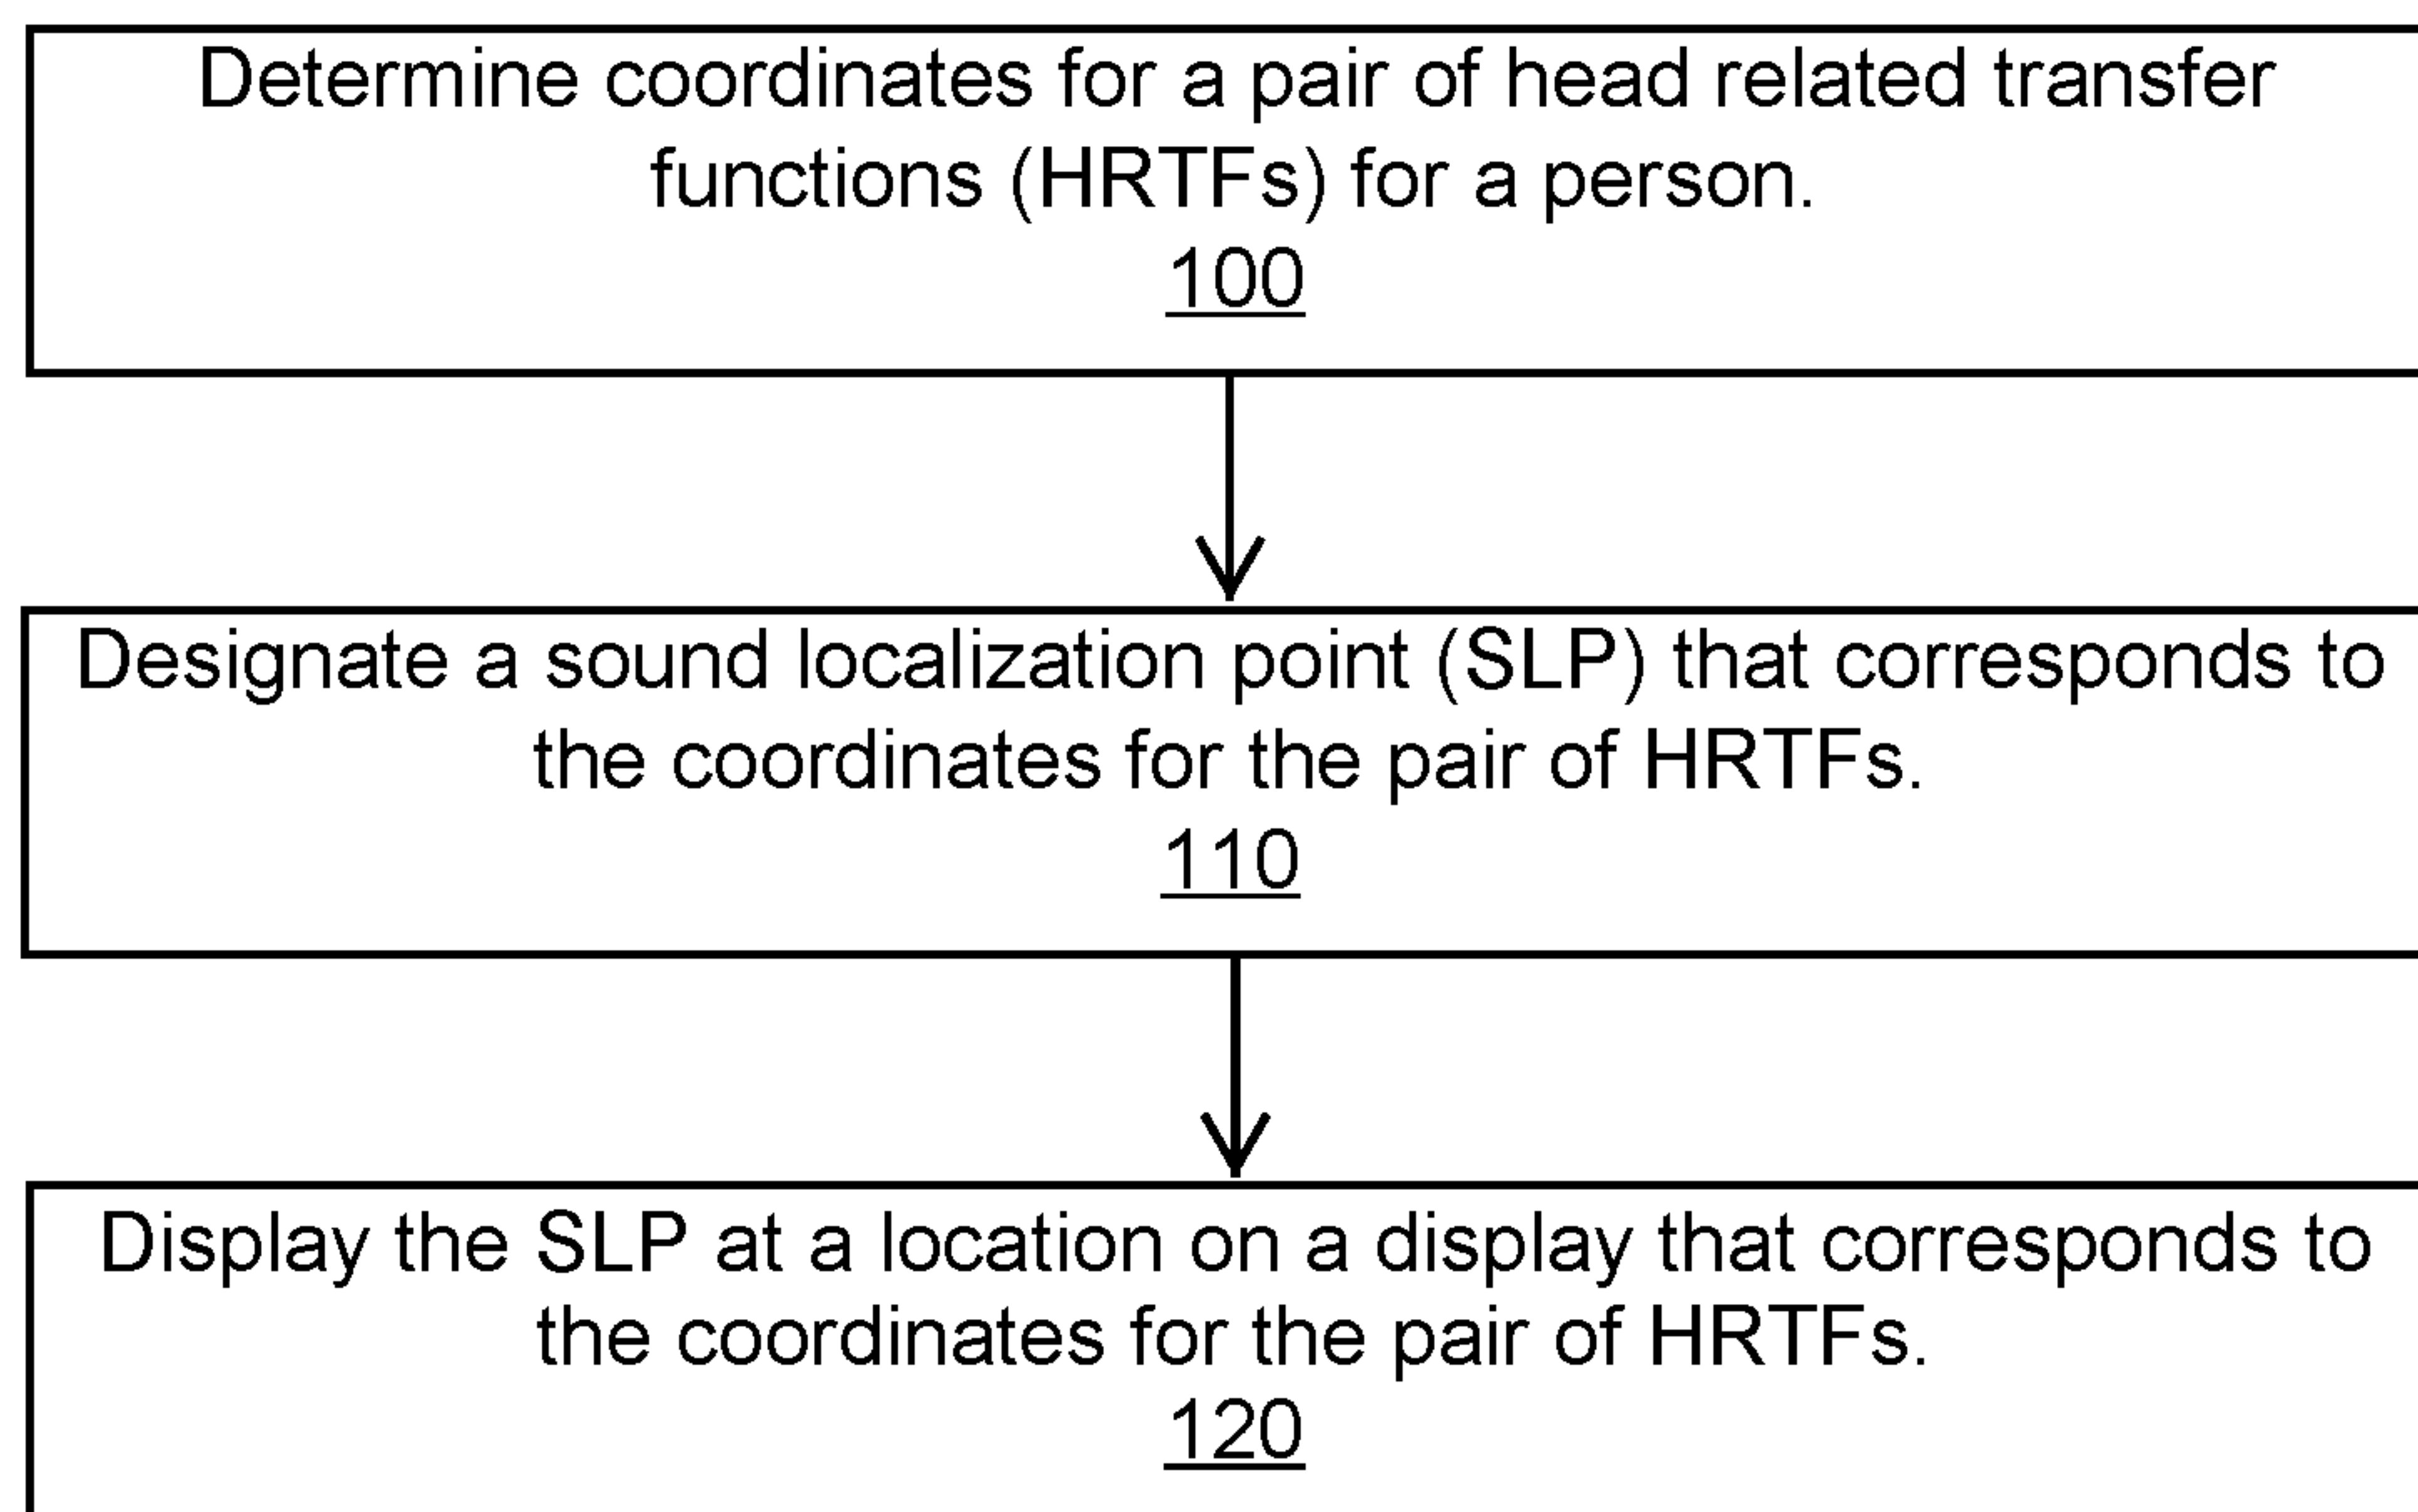 Determine coordinates for a pair of head related transfer
functions (HRTFs) for a person.
100
Designate a sound localization point (SLP) that corresponds to
the coordinates for the pair of HRTFs.
110
Display the SLP at a location on a display that corresponds to
the coordinates for the pair of HRTFs.
120